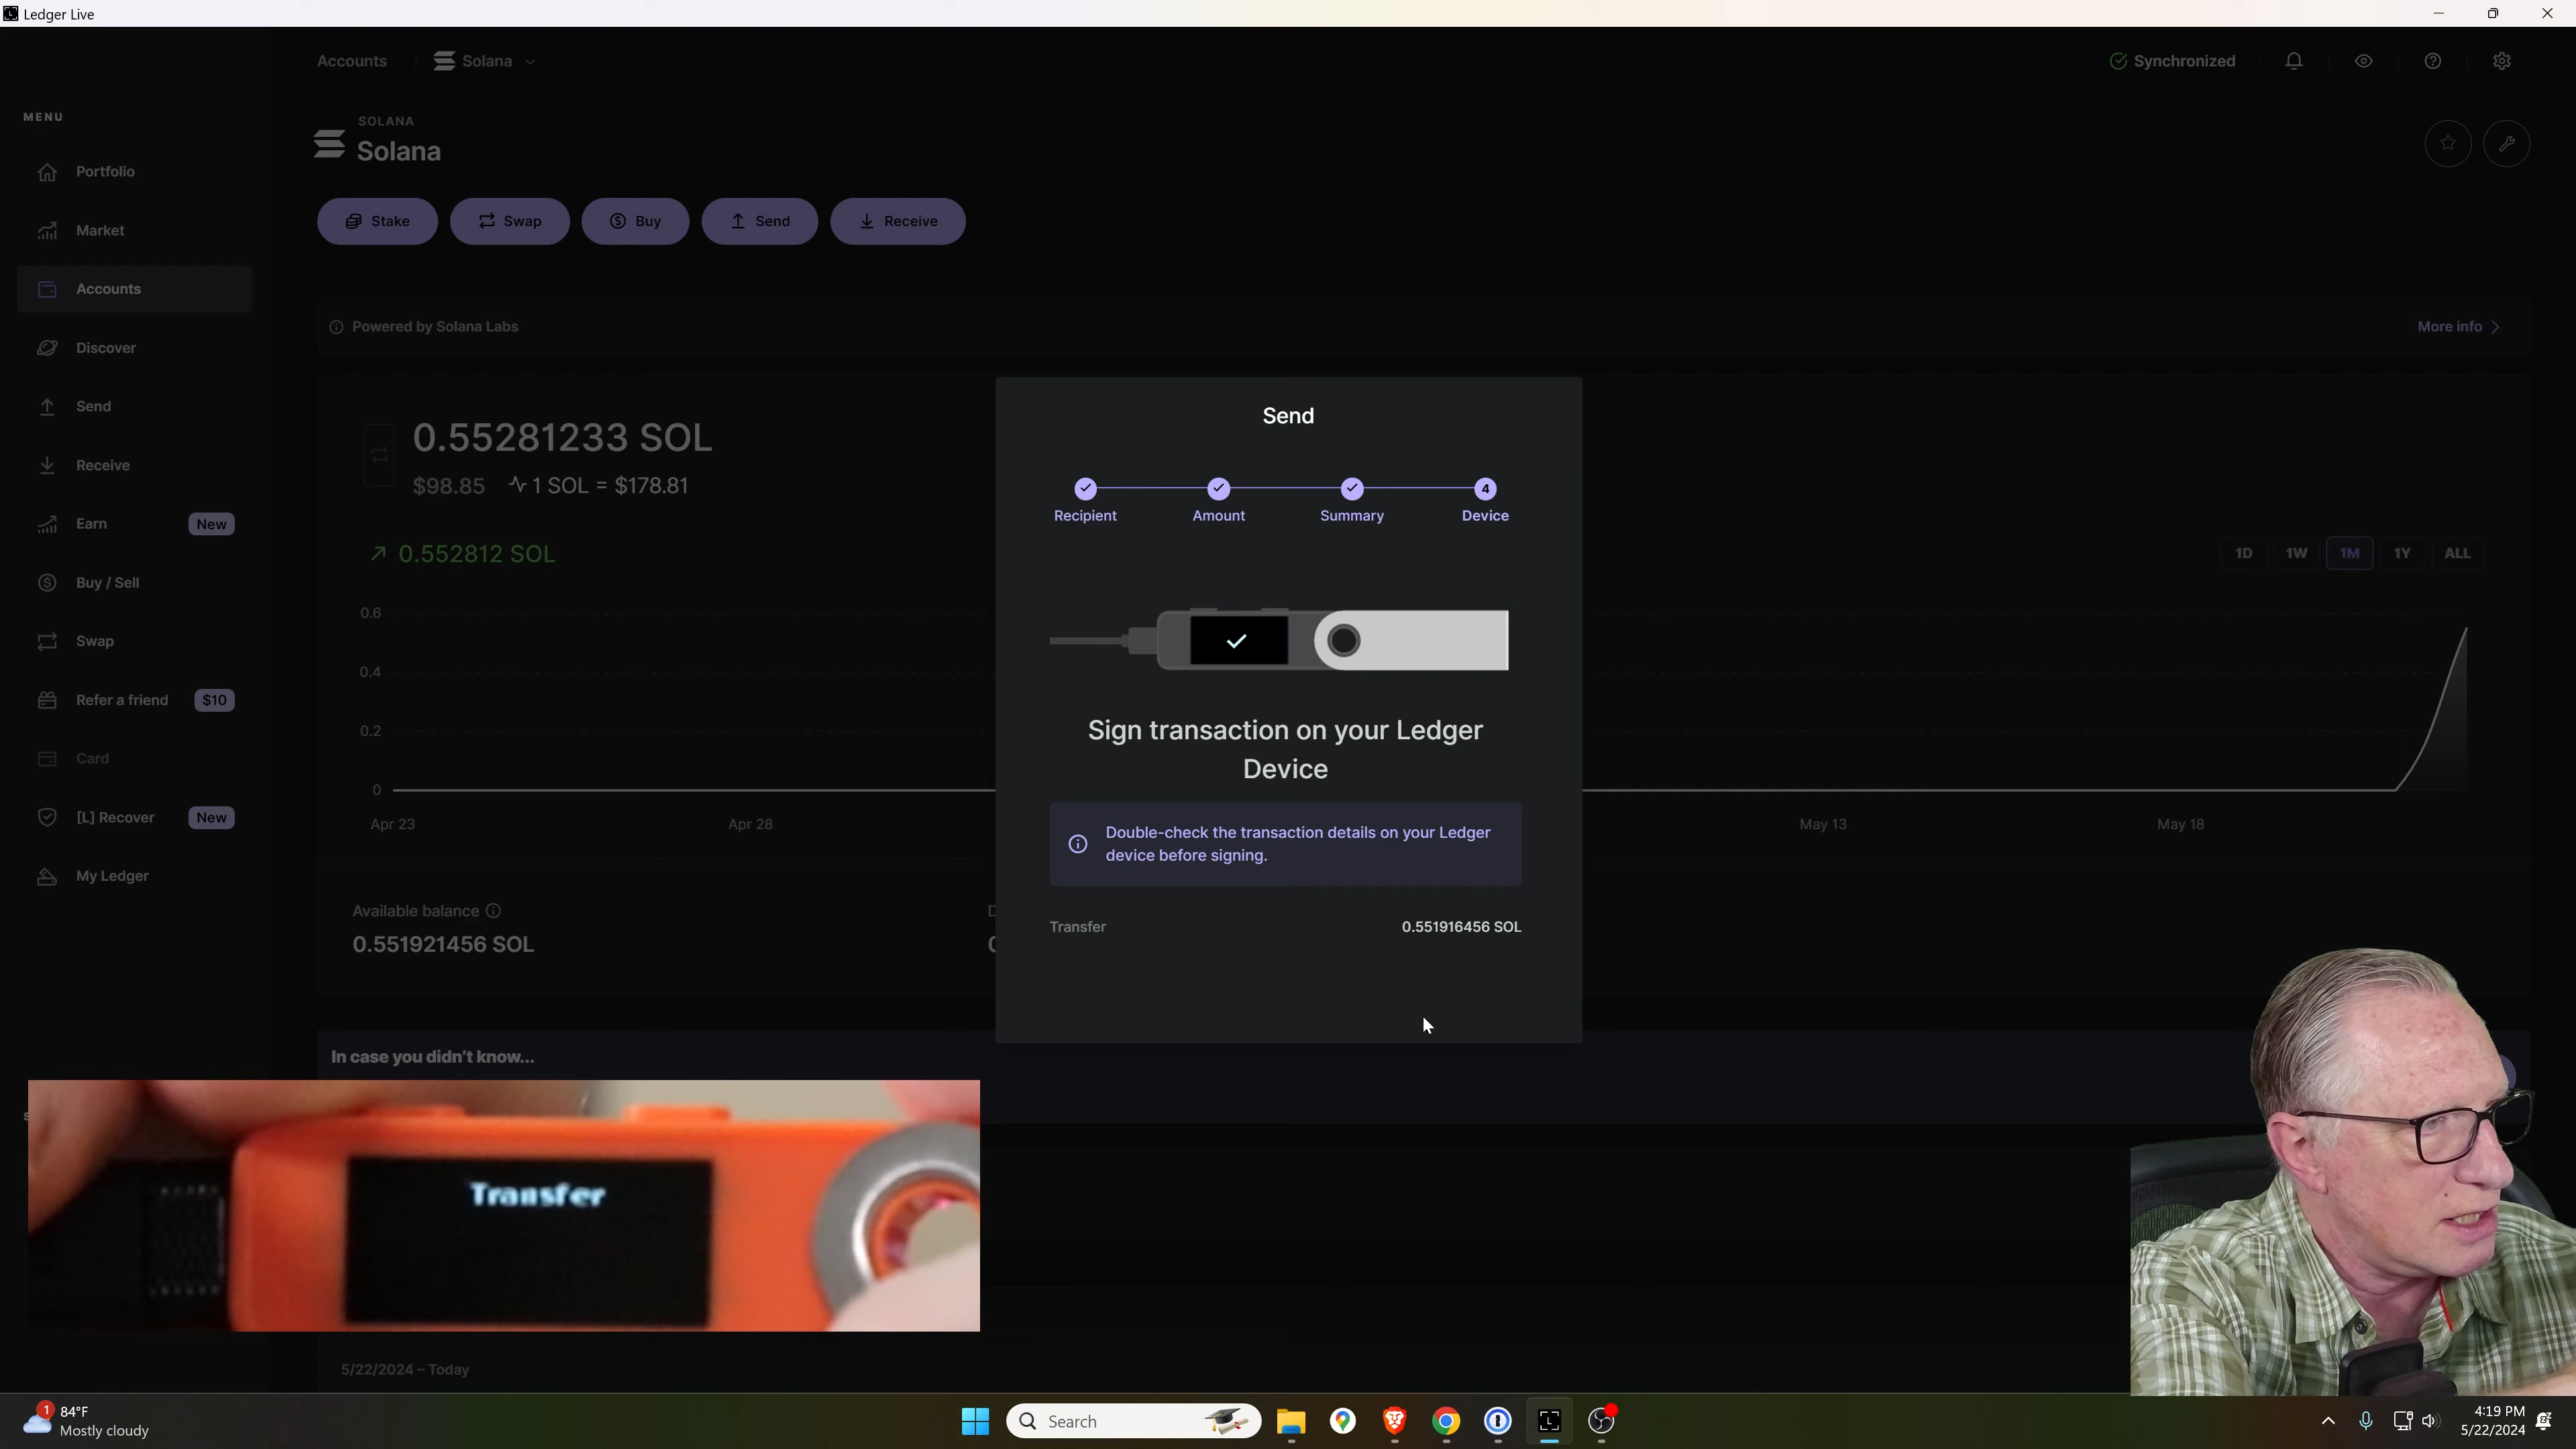 Ledger Live
Accounts / Solana
Synchronized
MENU
Portfolio
Market
Accounts
Discover
Send
Receive
Earn New
Buy / Sell
Swap
Refer a friend $10
Card
[L] Recover New
My Ledger
SOLANA
Solana
Stake
Swap
Buy
Send
Receive
Powered by Solana Labs
More info
0.55281233 SOL
$98.85 1 SOL = $178.81
0.552812 SOL
1D 1W 1M 1Y ALL
0.6
0.4
0.2
0
Apr 23 Apr 28 May 13 May 18
Available balance
0.551921456 SOL
Send
4
Recipient Amount Summary Device
Sign transaction on your Ledger
Device
Double-check the transaction details on your Ledger
device before signing.
Transfer 0.551916456 SOL
In case you didn't know...
Transfer
5/22/2024 – Today
1
84°F
Mostly cloudy
Search
4:19 PM
5/22/2024